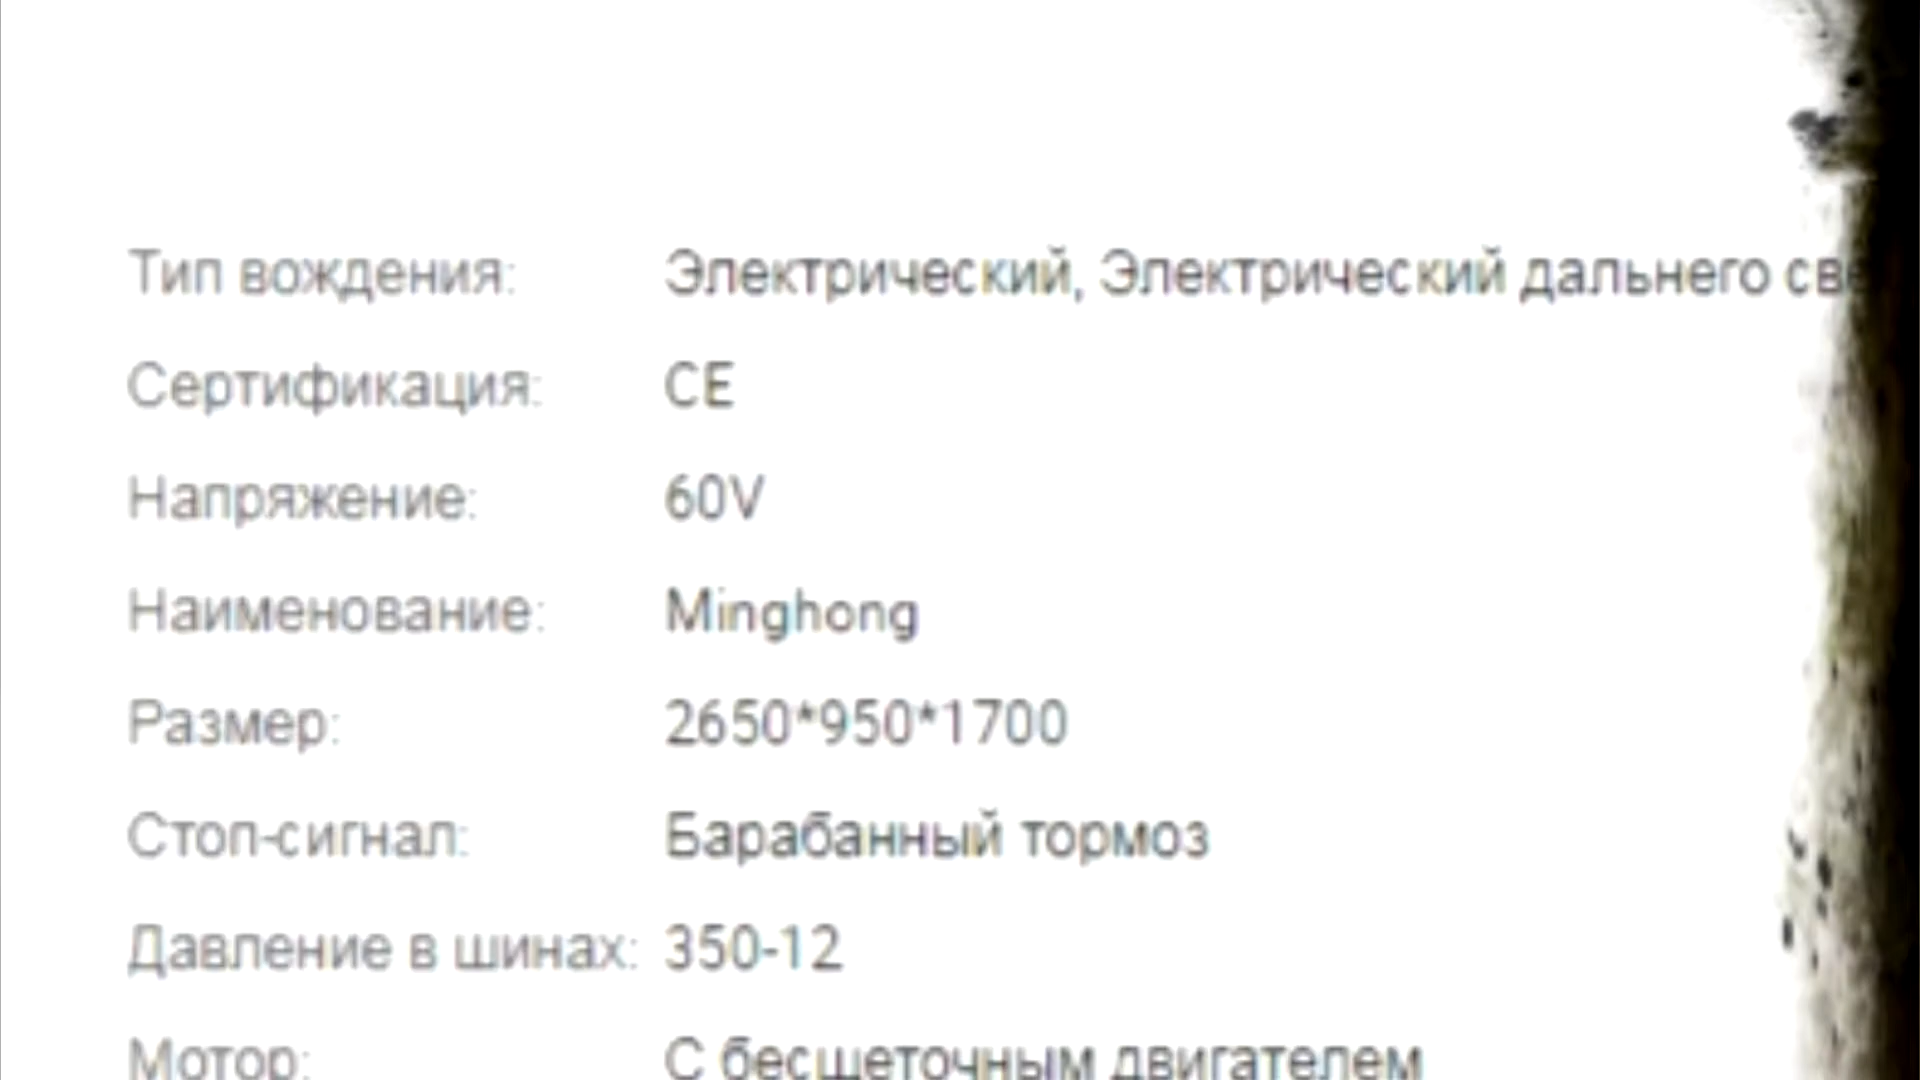 Тип вождения: Электрический, Электрический дальнего
Сертификация: CE
Напряжение: 60V
Наименование: Minghong
Размер: 2650*950*1700
Стоп-сигнал: Барабанный тормоз
Давление в шинах: 350-12
Мотор: С бесщеточным двигателем